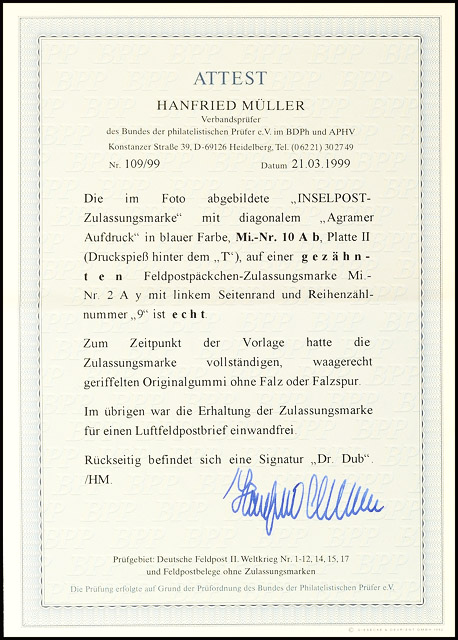 ATTEST
HANFRIED MÜLLER
Verbandsprüfer
des Bundes der philatelistischen Prüfer e.V. im BDPh und APHV
Konstanzer Straße 39, D-69126 Heidelberg, Tel. (0 62 21) 30 27 49
Nr. 109/99 Datum 21.03.1999
Die im Foto abgebildete „INSELPOST-
Zulassungsmarke“ mit diagonalem „Agramer
Aufdruck“ in blauer Farbe, Mi.-Nr. 10 A b, Platte II
(Druckspieß hinter dem „T“), auf einer g e z ä h n -
t e n Feldpostpäckchen-Zulassungsmarke Mi.-
Nr. 2 A y mit linkem Seitenrand und Reihenzähl-
nummer „9“ ist e c h t.
Zum Zeitpunkt der Vorlage hatte die
Zulassungsmarke vollständigen, waagerecht
geriffelten Originalgummi ohne Falz oder Falzspur.
Im übrigen war die Erhaltung der Zulassungsmarke
für einen Luftfeldpostbrief einwandfrei.
Rückseitig befindet sich eine Signatur „Dr. Dub“.
/HM.
Prüfgebiet: Deutsche Feldpost II. Weltkrieg Nr. 1-12, 14, 15, 17
und Feldpostbelege ohne Zulassungsmarken
Die Prüfung erfolgte auf Grund der Prüfordnung des Bundes der Philatelistischen Prüfer e.V.